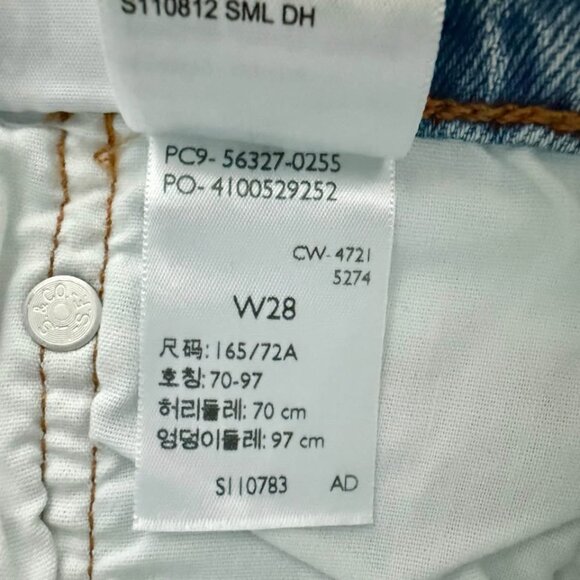 S110812 SML DH
PC9- 56327-0255
PO- 4100529252
CW- 4721
5274
W28
尺码: 165/72A
호칭: 70-97
허리둘레: 70 cm
엉덩이둘레: 97 cm
S110783 AD